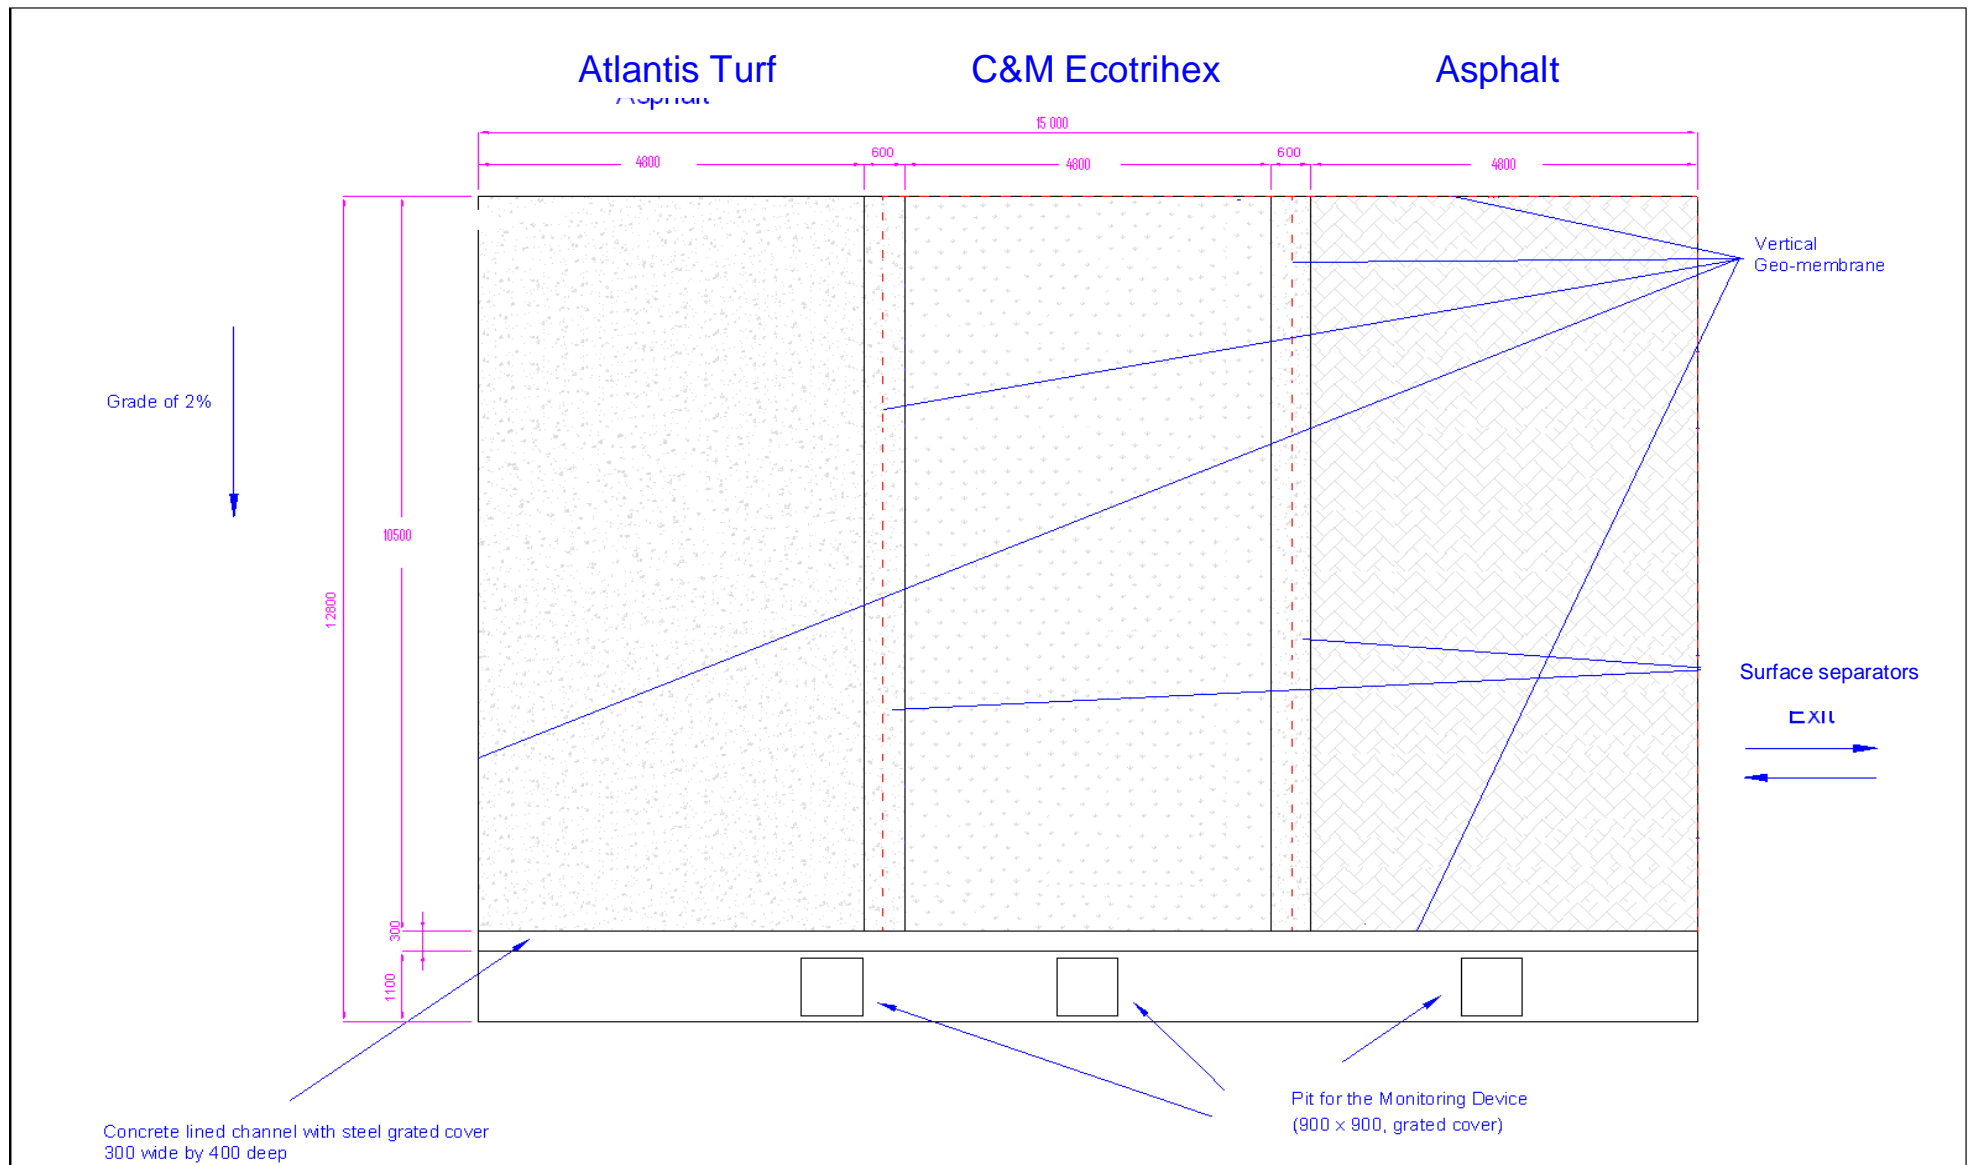 Atlantis Turf
C&M Ecotrihex
Asphalt
Asphalt
15 000
4800
600
4800
600
4800
Vertical
Geo-membrane
Grade of 2%
10500
12800
Surface separators
Exit
300
1100
Pit for the Monitoring Device
(900 x 900, grated cover)
Concrete lined channel with steel grated cover
300 wide by 400 deep